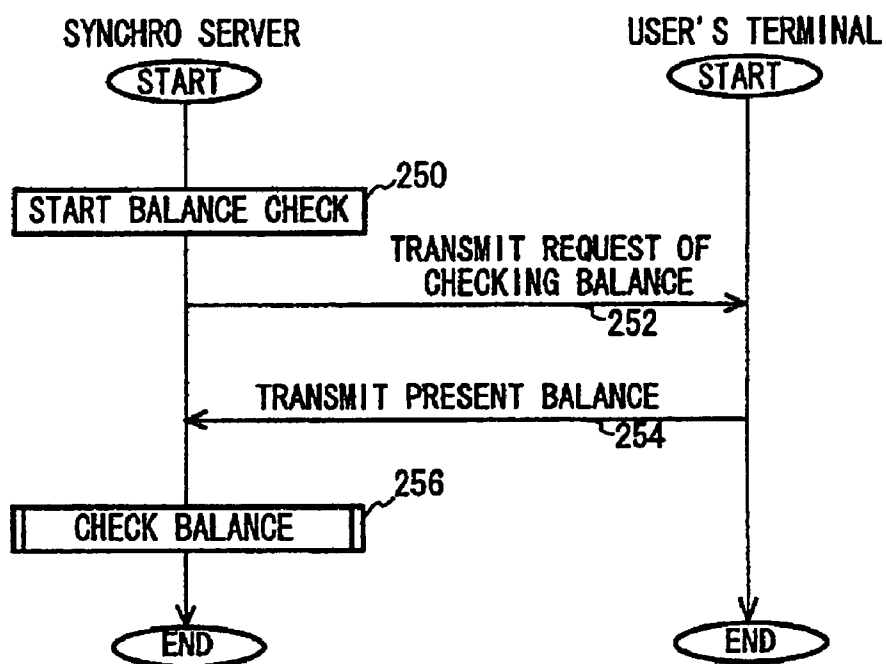 SYNCHRO SERVER
USER'S TERMINAL
START
START
250
START BALANCE CHECK
TRANSMIT REQUEST OF
CHECKING BALANCE
252
TRANSMIT PRESENT BALANCE
254
256
CHECK BALANCE
END
END